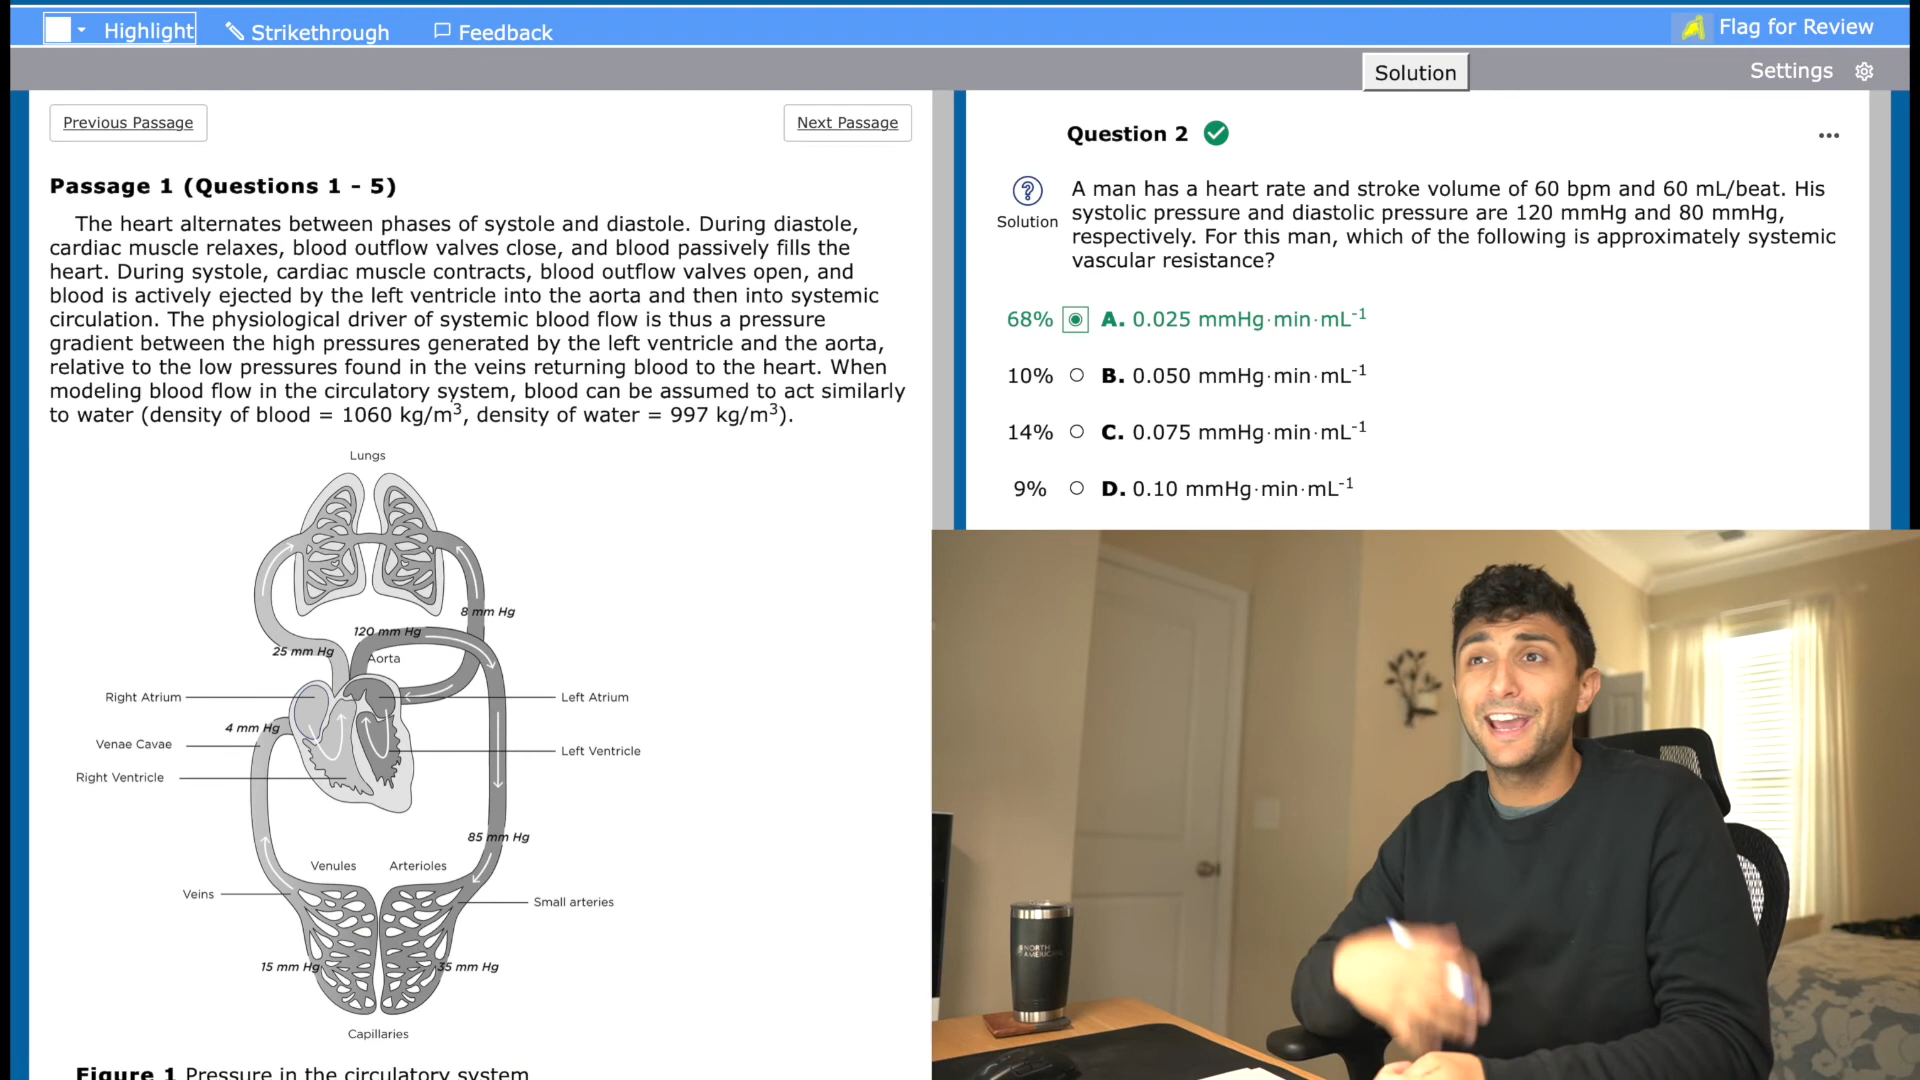 Highlight
Strikethrough
Feedback
Flag for Review
Solution
Settings
Previous Passage
Next Passage
Passage 1 (Questions 1 - 5)
The heart alternates between phases of systole and diastole. During diastole,
cardiac muscle relaxes, blood outflow valves close, and blood passively fills the
heart. During systole, cardiac muscle contracts, blood outflow valves open, and
blood is actively ejected by the left ventricle into the aorta and then into systemic
circulation. The physiological driver of systemic blood flow is thus a pressure
gradient between the high pressures generated by the left ventricle and the aorta,
relative to the low pressures found in the veins returning blood to the heart. When
modeling blood flow in the circulatory system, blood can be assumed to act similarly
to water (density of blood = 1060 kg/m³, density of water = 997 kg/m³).
Lungs
8 mm Hg
120 mm Hg
25 mm Hg
Aorta
Right Atrium
Left Atrium
4 mm Hg
Venae Cavae
Left Ventricle
Right Ventricle
85 mm Hg
Venules
Arterioles
Veins
Small arteries
15 mm Hg
35 mm Hg
Capillaries
Figure 1 Pressure in the circulatory system
Question 2
Solution
A man has a heart rate and stroke volume of 60 bpm and 60 mL/beat. His
systolic pressure and diastolic pressure are 120 mmHg and 80 mmHg,
respectively. For this man, which of the following is approximately systemic
vascular resistance?
68% A. 0.025 mmHg·min·mL⁻¹
10% B. 0.050 mmHg·min·mL⁻¹
14% C. 0.075 mmHg·min·mL⁻¹
9% D. 0.10 mmHg·min·mL⁻¹
NORTH
AMERICAN